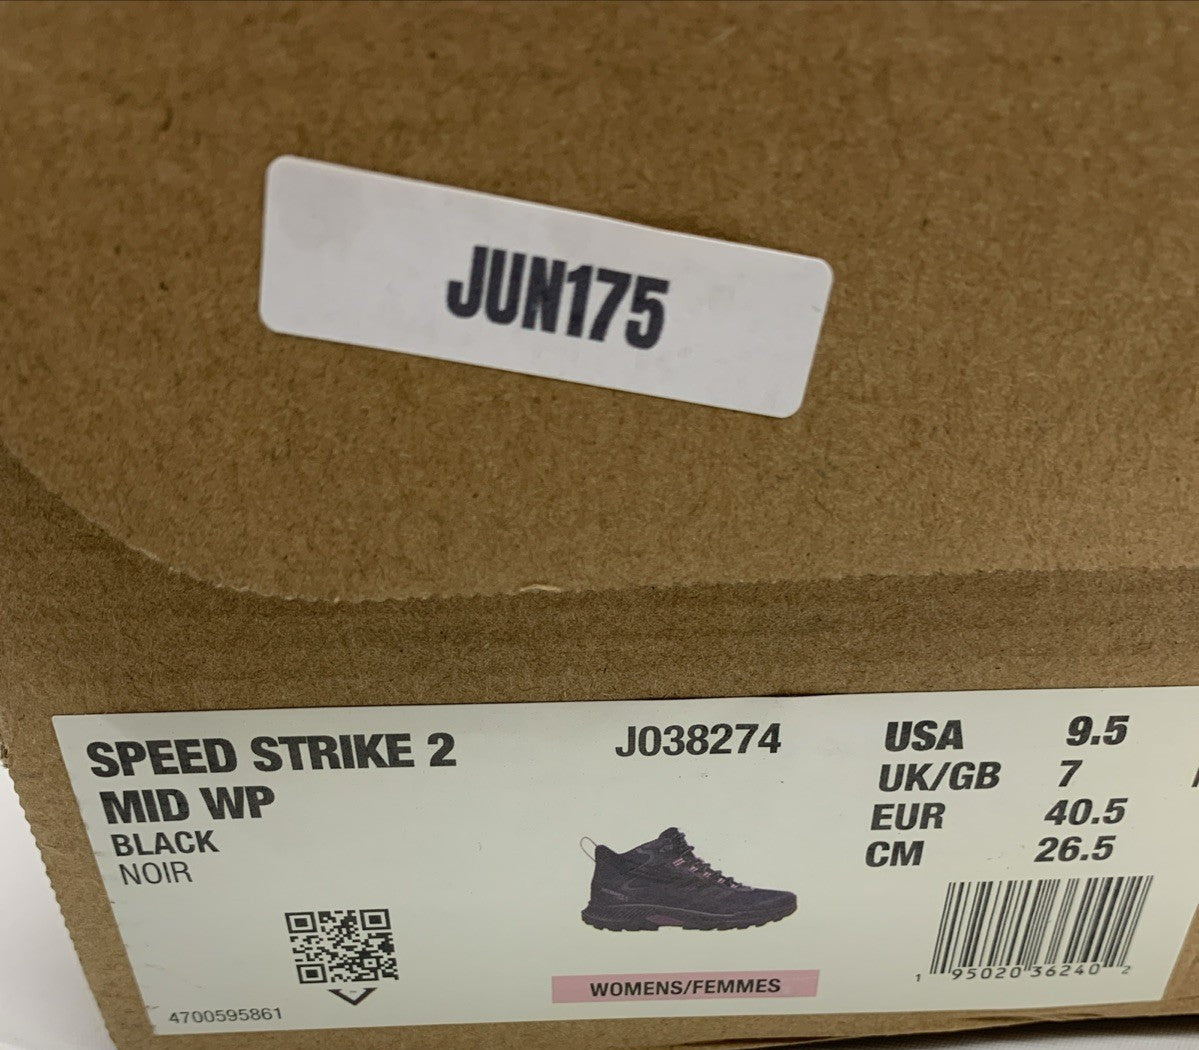 JUN175
SPEED STRIKE 2
MID WP
BLACK
NOIR
J038274
USA 9.5
UK/GB 7
EUR 40.5
CM 26.5
WOMENS/FEMMES
1 95020 36240 2
4700595861